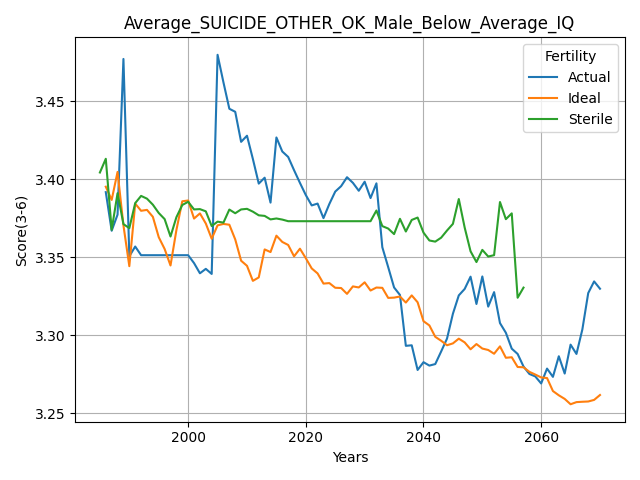 Average_SUICIDE_OTHER_OK_Male_Below_Average_IQ
Fertility
Actual
Ideal
Sterile
Score(3-6)
3.45
3.40
3.35
3.30
3.25
2000
2020
2040
2060
Years